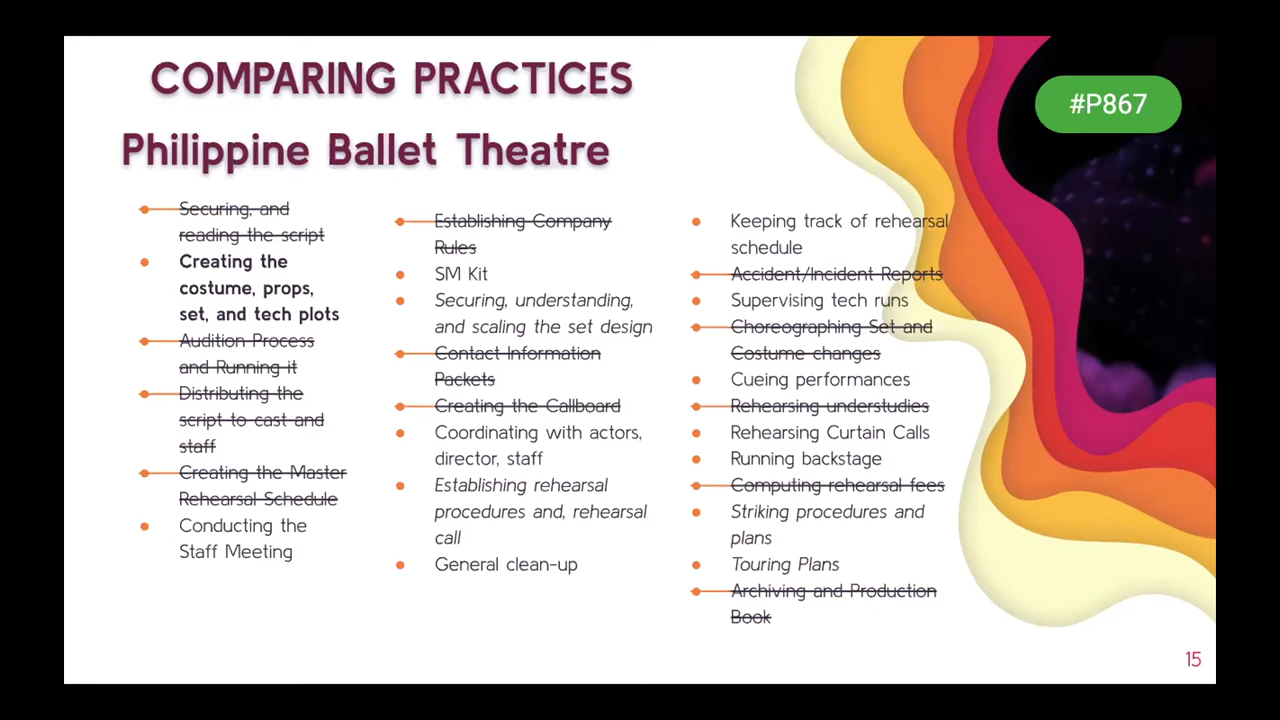 COMPARING PRACTICES
Philippine Ballet Theatre
#P867
Securing, and
reading the script
Creating the
costume, props,
set, and tech plots
Audition Process
and Running it
Distributing the
script to cast and
staff
Creating the Master
Rehearsal Schedule
Conducting the
Staff Meeting
Establishing Company
Rules
SM Kit
Securing, understanding,
and scaling the set design
Contact Information
Packets
Creating the Callboard
Coordinating with actors,
director, staff
Establishing rehearsal
procedures and, rehearsal
call
General clean-up
Keeping track of rehearsal
schedule
Accident/Incident Reports
Supervising tech runs
Choreographing Set and
Costume changes
Cueing performances
Rehearsing understudies
Rehearsing Curtain Calls
Running backstage
Computing rehearsal fees
Striking procedures and
plans
Touring Plans
Archiving and Production
Book
15